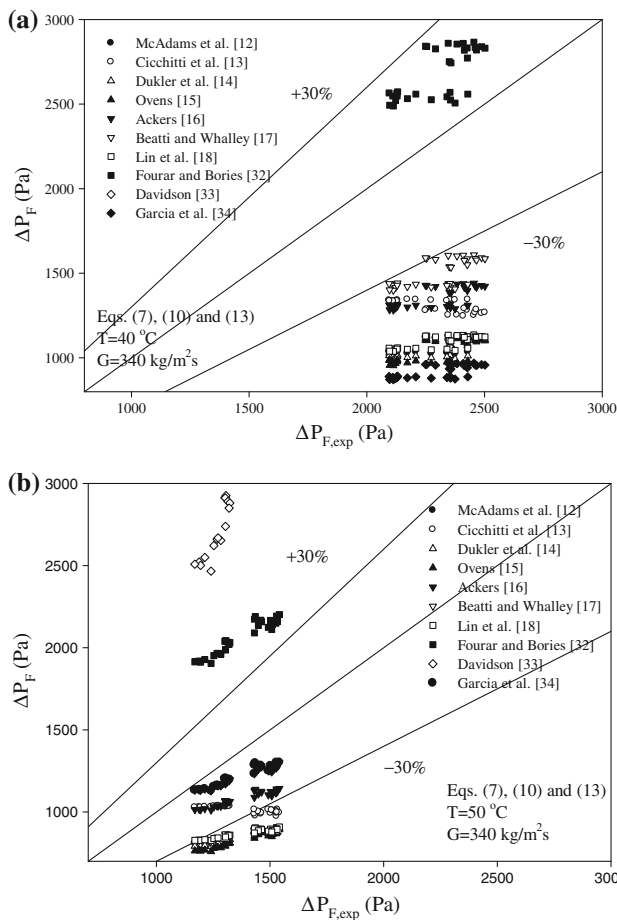 (a)
3000
2500
2000
1500
1000
ΔP_F (Pa)
McAdams et al. [12]
Cicchitti et al. [13]
Dukler et al. [14]
Ovens [15]
Ackers [16]
Beatti and Whalley [17]
Lin et al. [18]
Fourar and Bories [32]
Davidson [33]
Garcia et al. [34]
+30%
−30%
Eqs. (7), (10) and (13)
T=40 °C
G=340 kg/m²s
1000 1500 2000 2500 3000
ΔP_F,exp (Pa)
(b)
3000
2500
2000
1500
1000
ΔP_F (Pa)
+30%
McAdams et al. [12]
Cicchitti et al. [13]
Dukler et al. [14]
Ovens [15]
Ackers [16]
Beatti and Whalley [17]
Lin et al. [18]
Fourar and Bories [32]
Davidson [33]
Garcia et al. [34]
−30%
Eqs. (7), (10) and (13)
T=50 °C
G=340 kg/m²s
1000 1500 2000 2500 300
ΔP_F,exp (Pa)